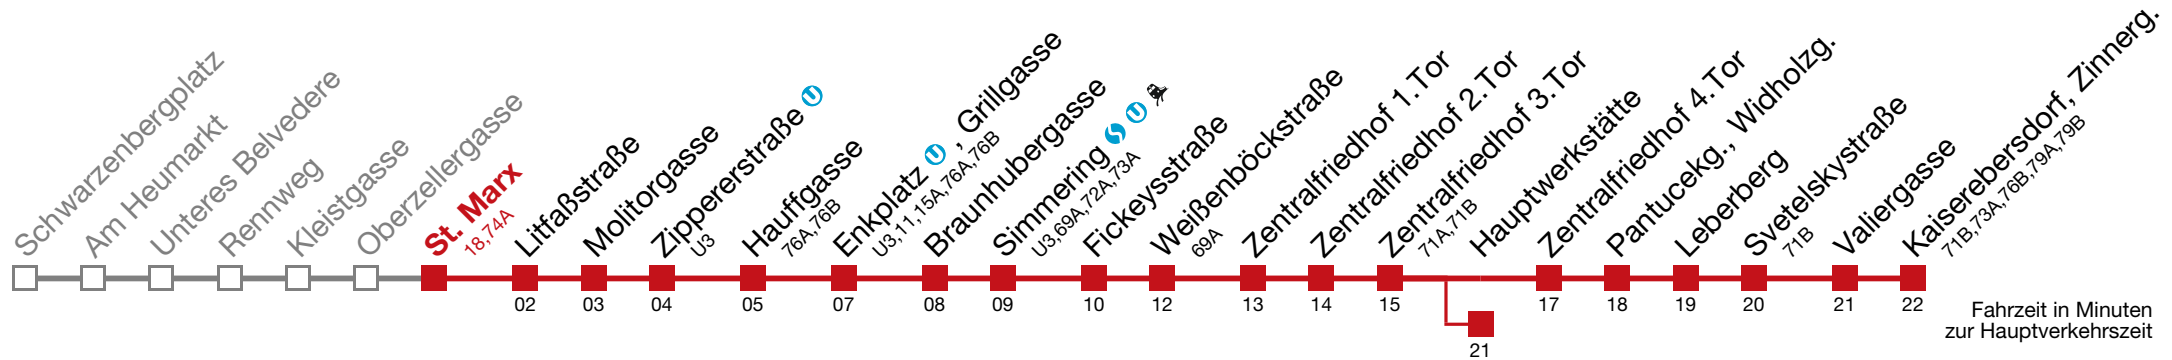 Schwarzenbergplatz
Am Heumarkt
Unteres Belvedere
Rennweg
Kleistgasse
Oberzellergasse
St. Marx
18,74A
Litfaßstraße
02
Molitorgasse
03
Zippererstraße U
U3
04
Hauffgasse
76A,76B
05
Enkplatz U , Grillgasse
U3,11,15A,76A,76B
07
Braunhubergasse
08
Simmering S U
U3,69A,72A,73A
09
Fickeysstraße
10
Weißenböckstraße
69A
12
Zentralfriedhof 1.Tor
13
Zentralfriedhof 2.Tor
14
Zentralfriedhof 3.Tor
71A,71B
15
Hauptwerkstätte
21
Zentralfriedhof 4.Tor
17
Pantucekg., Widholzg.
18
Leberberg
19
Svetelskystraße
71B
20
Valiergasse
21
Kaiserebersdorf, Zinnerg.
71B,73A,76B,79A,79B
22
Fahrzeit in Minuten
zur Hauptverkehrszeit